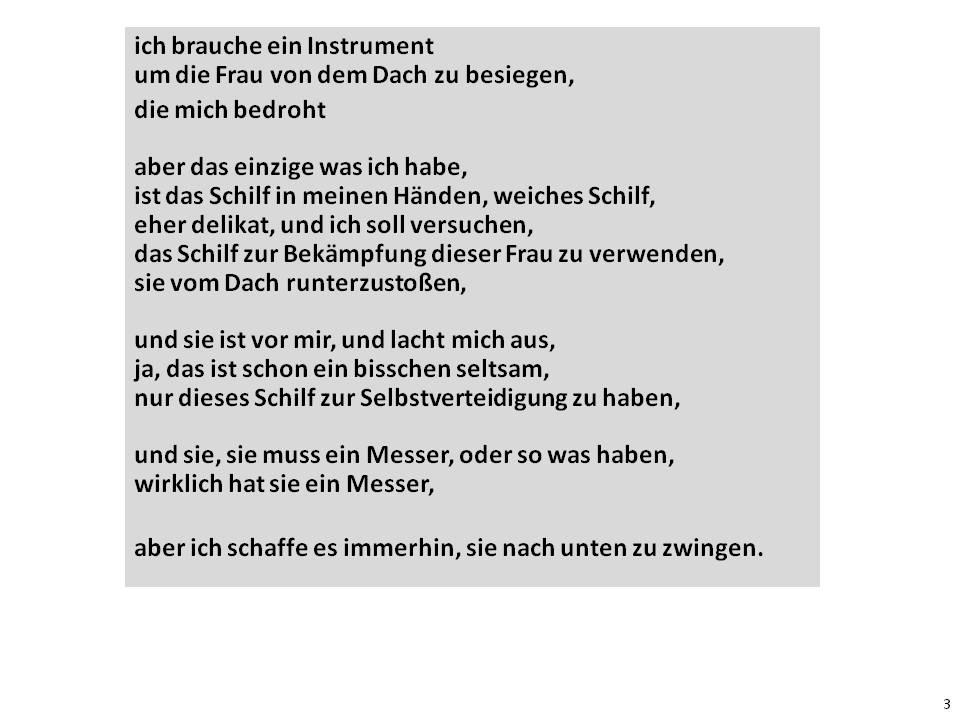 ich brauche ein Instrument
um die Frau von dem Dach zu besiegen,
die mich bedroht
aber das einzige was ich habe,
ist das Schilf in meinen Händen, weiches Schilf,
eher delikat, und ich soll versuchen,
das Schilf zur Bekämpfung dieser Frau zu verwenden,
sie vom Dach runterzustoßen,
und sie ist vor mir, und lacht mich aus,
ja, das ist schon ein bisschen seltsam,
nur dieses Schilf zur Selbstverteidigung zu haben,
und sie, sie muss ein Messer, oder so was haben,
wirklich hat sie ein Messer,
aber ich schaffe es immerhin, sie nach unten zu zwingen.
3